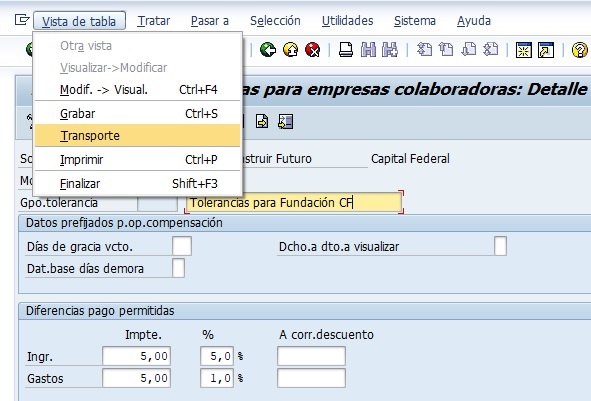 Vista de tabla Tratar Pasar a Selección Utilidades Sistema Ayuda
Otra vista
Visualizar->Modificar
Modif. -> Visual. Ctrl+F4
as para empresas colaboradoras: Detalle
Grabar Ctrl+S
Transporte
Imprimir Ctrl+P
nstruir Futuro Capital Federal
Finalizar Shift+F3
Gpo.tolerancia Tolerancias para Fundación CF
Datos prefijados p.op.compensación
Días de gracia vcto. Dcho.a dto.a visualizar
Dat.base días demora
Diferencias pago permitidas
Impte. % A corr.descuento
Ingr. 5,00 5,0 %
Gastos 5,00 1,0 %